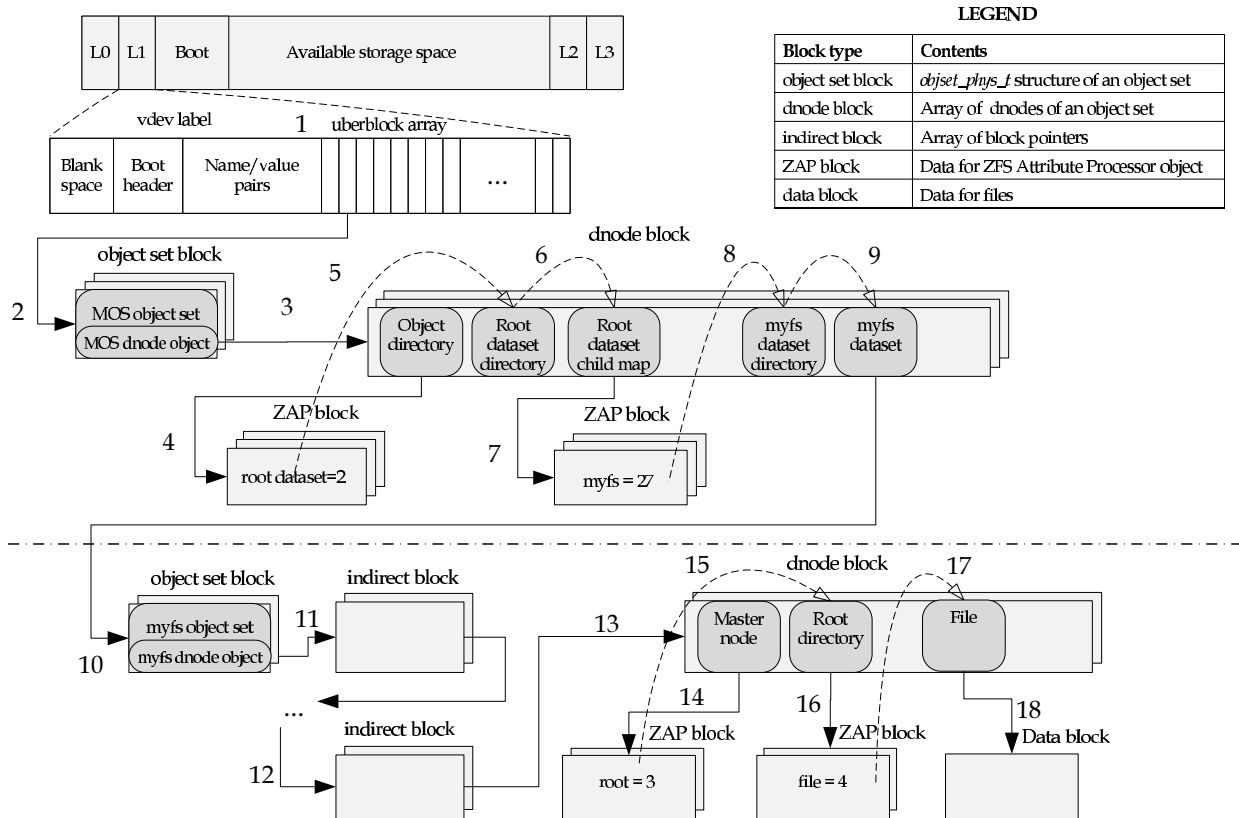 L0 L1 Boot Available storage space L2 L3
LEGEND
Block type Contents
object set block objset_phys_t structure of an object set
dnode block Array of dnodes of an object set
indirect block Array of block pointers
ZAP block Data for ZFS Attribute Processor object
data block Data for files
vdev label 1 uberblock array
Blank
space
Boot
header
Name/value
pairs
...
object set block
2
MOS object set
MOS dnode object
3
5
6
dnode block
8
9
Object
directory
Root
dataset
directory
Root
dataset
child map
myfs
dataset
directory
myfs
dataset
4
ZAP block
root dataset=2
7
ZAP block
myfs = 27
object set block
10
myfs object set
myfs dnode object
11
indirect block
...
12
indirect block
13
15
dnode block
17
Master
node
Root
directory
File
14
ZAP block
root = 3
16
ZAP block
file = 4
18
Data block